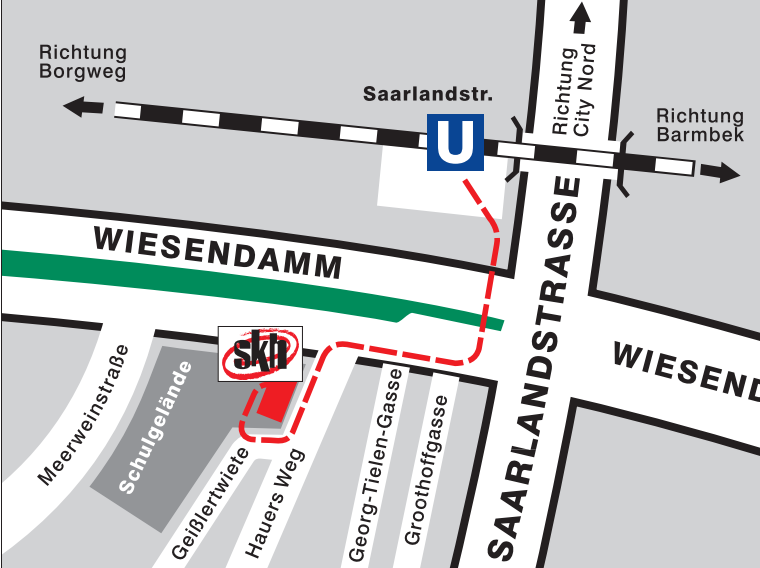 Richtung
Borgweg
Saarlandstr.
U
Richtung
City Nord
Richtung
Barmbek
WIESENDAMM
SAARLANDSTRASSE
WIESEND
skh
Meerweinstraße
Schulgelände
Geißlertwiete
Hauers Weg
Georg-Tielen-Gasse
Groothoffgasse